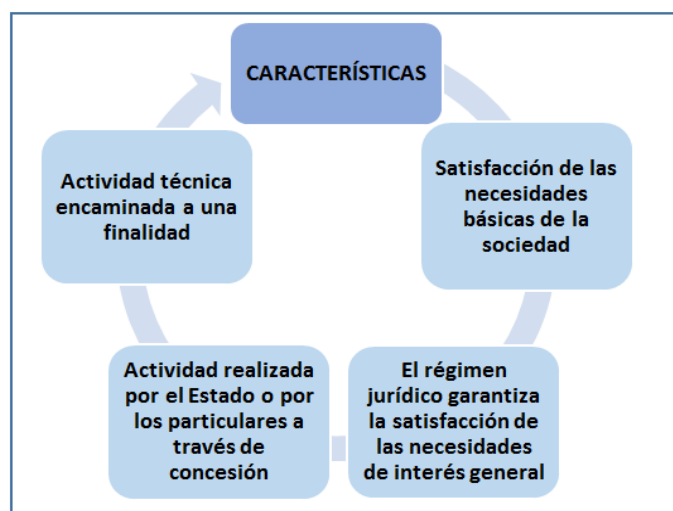 CARACTERÍSTICAS
Satisfacción de las
necesidades
básicas de la
sociedad
El régimen
jurídico garantiza
la satisfacción de
las necesidades
de interés general
Actividad realizada
por el Estado o por
los particulares a
través de
concesión
Actividad técnica
encaminada a una
finalidad